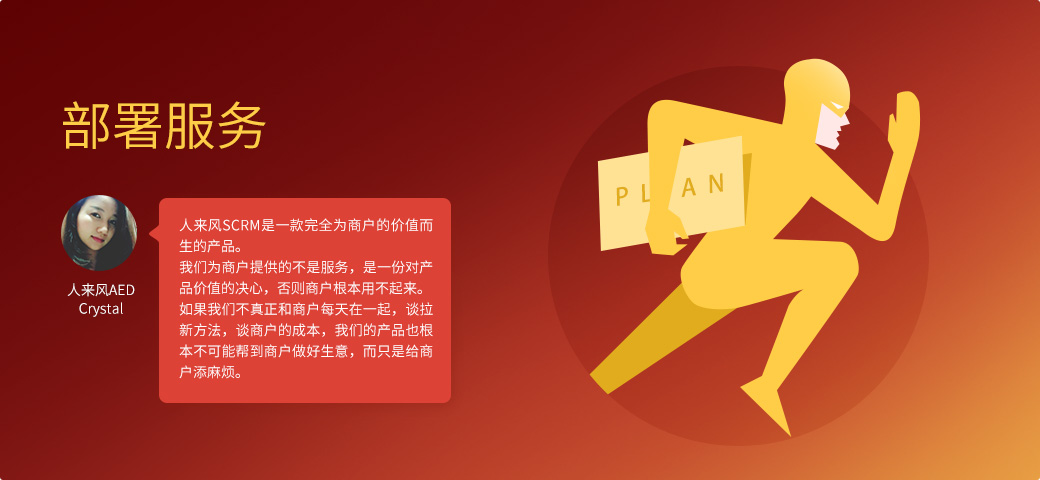 部署服务
人来风SCRM是一款完全为商户的价值而
生的产品。
我们为商户提供的不是服务，是一份对产
品价值的决心，否则商户根本用不起来。
如果我们不真正和商户每天在一起，谈拉
新方法，谈商户的成本，我们的产品也根
本不可能帮到商户做好生意，而只是给商
户添麻烦。
人来风AED
Crystal
PLAN